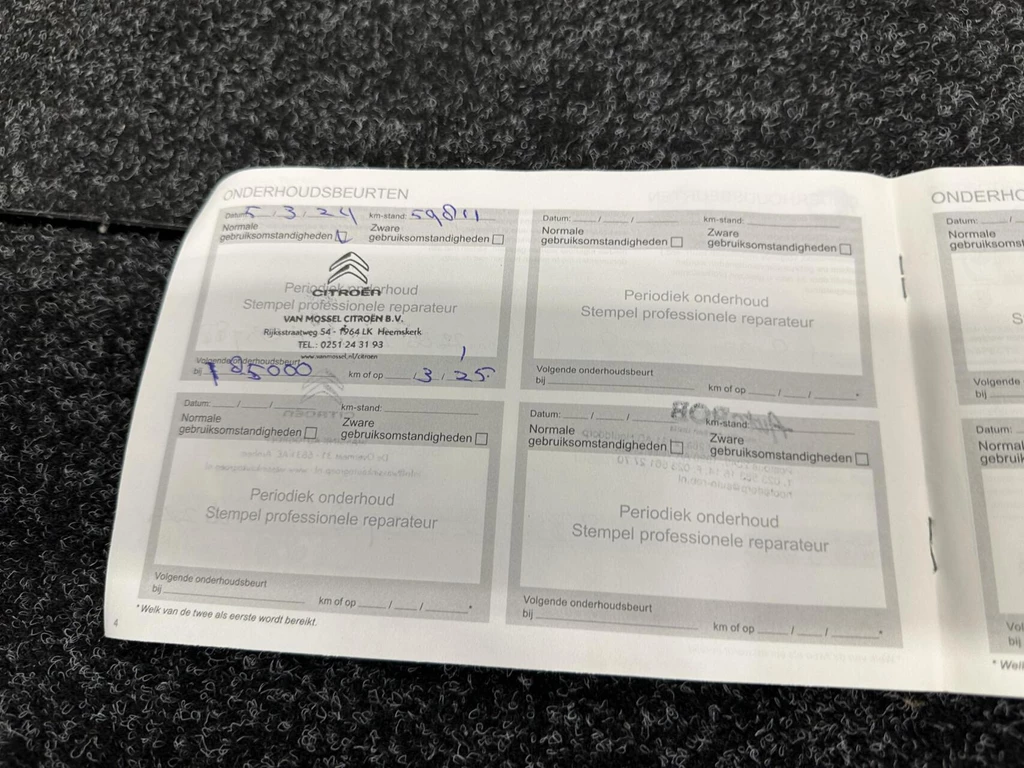 ONDERHOUDSBEURTEN
Datum: 5/3/24 km-stand: 59811
Normale gebruiksomstandigheden
Zware gebruiksomstandigheden
CITROËN
Periodiek onderhoud
Stempel professionele reparateur
VAN MOSSEL CITROËN B.V.
Rijksstraatweg 54 - 1964 LK Heemskerk
TEL.: 0251 24 31 93
www.vanmossel.nl/citroen
Volgende onderhoudsbeurt
bij 85000 km of op / 3 / 25
Datum: / / km-stand:
Normale gebruiksomstandigheden
Zware gebruiksomstandigheden
Periodiek onderhoud
Stempel professionele reparateur
Volgende onderhoudsbeurt
bij km of op / / *
Datum: / / km-stand:
Normale gebruiksomstandigheden
Zware gebruiksomstandigheden
Periodiek onderhoud
Stempel professionele reparateur
Volgende onderhoudsbeurt
bij km of op / / *
Datum: / / km-stand:
Normale gebruiksomstandigheden
Zware gebruiksomstandigheden
Periodiek onderhoud
Stempel professionele reparateur
Volgende onderhoudsbeurt
bij km of op / / *
* Welk van de twee als eerste wordt bereikt.
4
ONDERHO
Datum: /
Normale
gebruiksomst
Volgende
bij
Datum:
Normal
gebruik
Vol
bij
* Welk